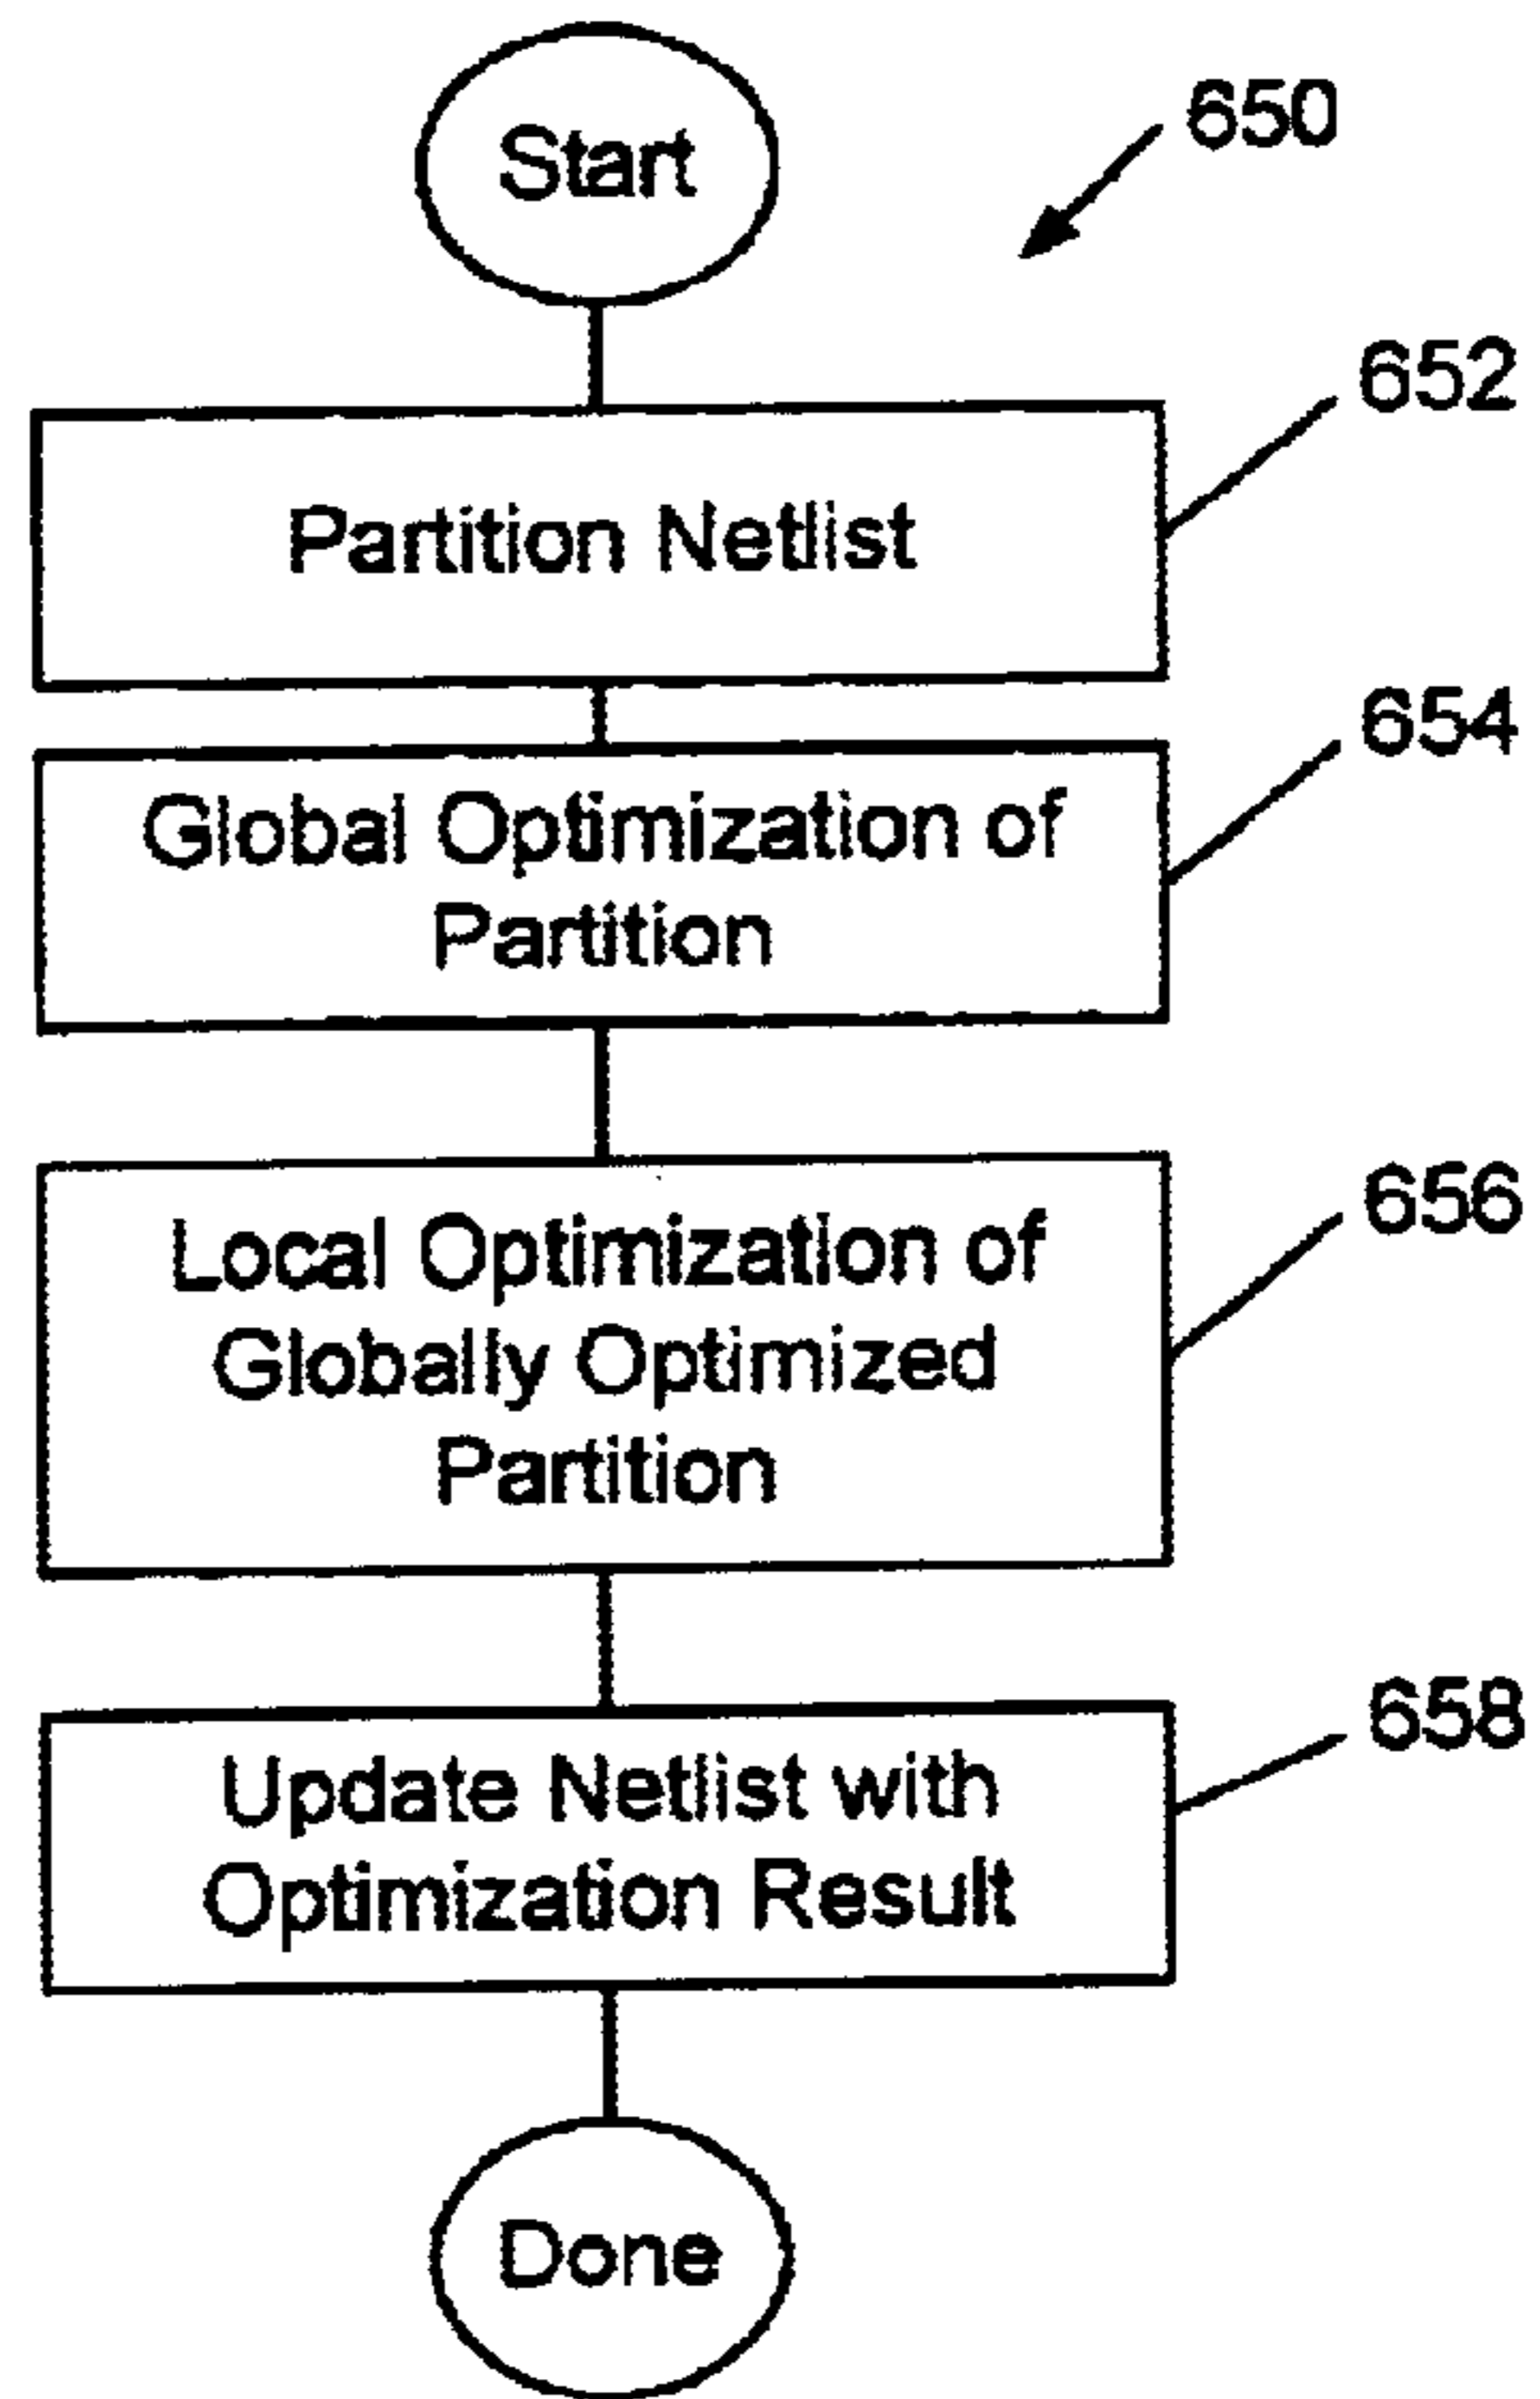 Start
650
652
Partition Netlist
654
Global Optimization of
Partition
656
Local Optimization of
Globally Optimized
Partition
658
Update Netlist with
Optimization Result
Done